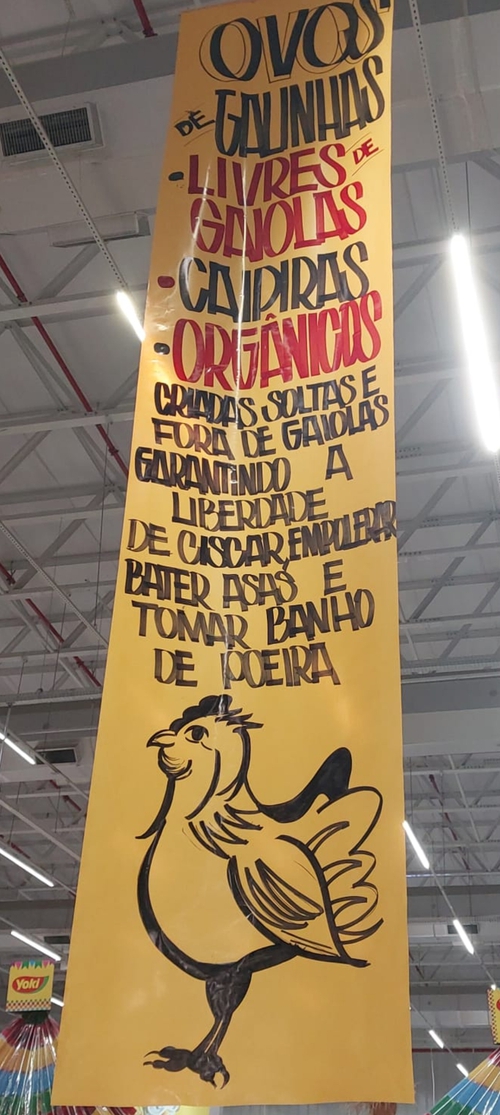 OVOS
DE GALINHAS
- LIVRES DE
GAIOLAS
- CAIPIRAS
- ORGÂNICOS
CRIADAS SOLTAS E
FORA DE GAIOLAS
GARANTINDO A
LIBERDADE
DE CISCAR, EMPULERAR
BATER ASAS E
TOMAR BANHO
DE POEIRA
Yoki